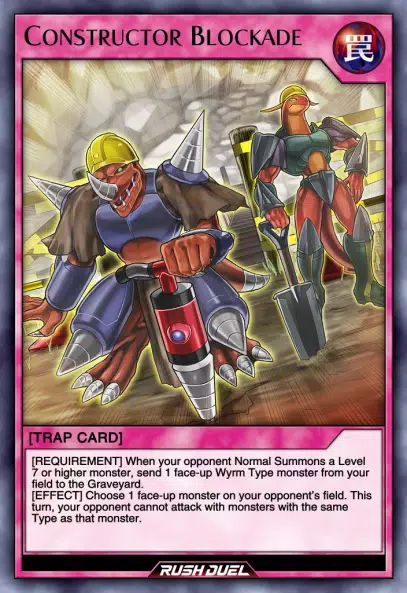 CONSTRUCTOR BLOCKADE
罠
[TRAP CARD]
[REQUIREMENT] When your opponent Normal Summons a Level
7 or higher monster, send 1 face-up Wyrm Type monster from your
field to the Graveyard.
[EFFECT] Choose 1 face-up monster on your opponent's field. This
turn, your opponent cannot attack with monsters with the same
Type as that monster.
RUSH DUEL